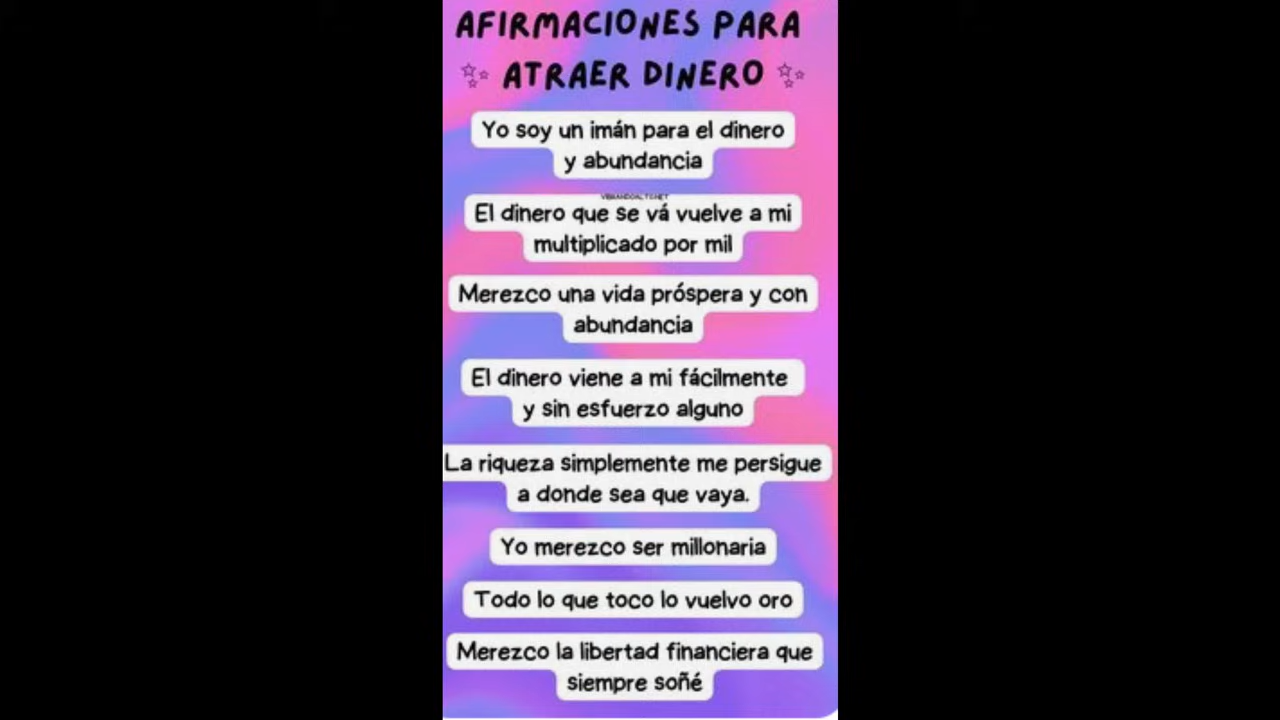 AFIRMACIONES PARA
ATRAER DINERO
Yo soy un imán para el dinero
y abundancia
VIBRANDOALTO.NET
El dinero que se vá vuelve a mi
multiplicado por mil
Merezco una vida próspera y con
abundancia
El dinero viene a mi fácilmente
y sin esfuerzo alguno
La riqueza simplemente me persigue
a donde sea que vaya.
Yo merezco ser millonaria
Todo lo que toco lo vuelvo oro
Merezco la libertad financiera que
siempre soñé